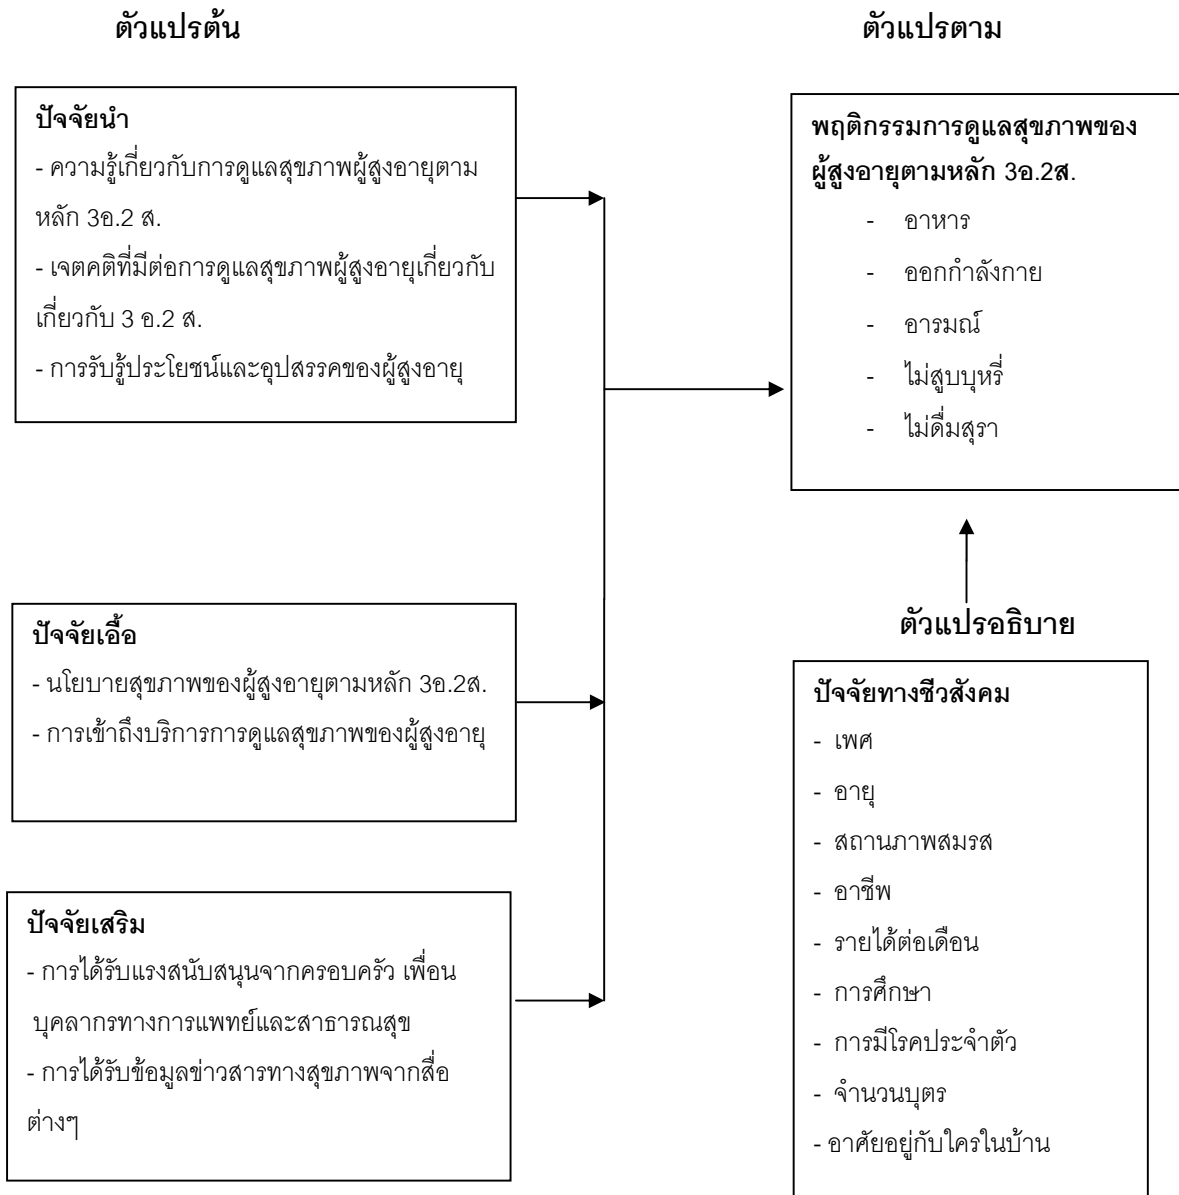 ตัวแปรต้น
ปัจจัยนำ
- ความรู้เกี่ยวกับการดูแลสุขภาพผู้สูงอายุตาม
หลัก 3อ.2 ส.
- เจตคติที่มีต่อการดูแลสุขภาพผู้สูงอายุเกี่ยวกับ
เกี่ยวกับ 3 อ.2 ส.
- การรับรู้ประโยชน์และอุปสรรคของผู้สูงอายุ
ปัจจัยเอื้อ
- นโยบายสุขภาพของผู้สูงอายุตามหลัก 3อ.2ส.
- การเข้าถึงบริการการดูแลสุขภาพของผู้สูงอายุ
ปัจจัยเสริม
- การได้รับแรงสนับสนุนจากครอบครัว เพื่อน
บุคลากรทางการแพทย์และสาธารณสุข
- การได้รับข้อมูลข่าวสารทางสุขภาพจากสื่อ
ต่างๆ
ตัวแปรตาม
พฤติกรรมการดูแลสุขภาพของ
ผู้สูงอายุตามหลัก 3อ.2ส.
- อาหาร
- ออกกำลังกาย
- อารมณ์
- ไม่สูบบุหรี่
- ไม่ดื่มสุรา
ตัวแปรอธิบาย
ปัจจัยทางชีวสังคม
- เพศ
- อายุ
- สถานภาพสมรส
- อาชีพ
- รายได้ต่อเดือน
- การศึกษา
- การมีโรคประจำตัว
- จำนวนบุตร
- อาศัยอยู่กับใครในบ้าน